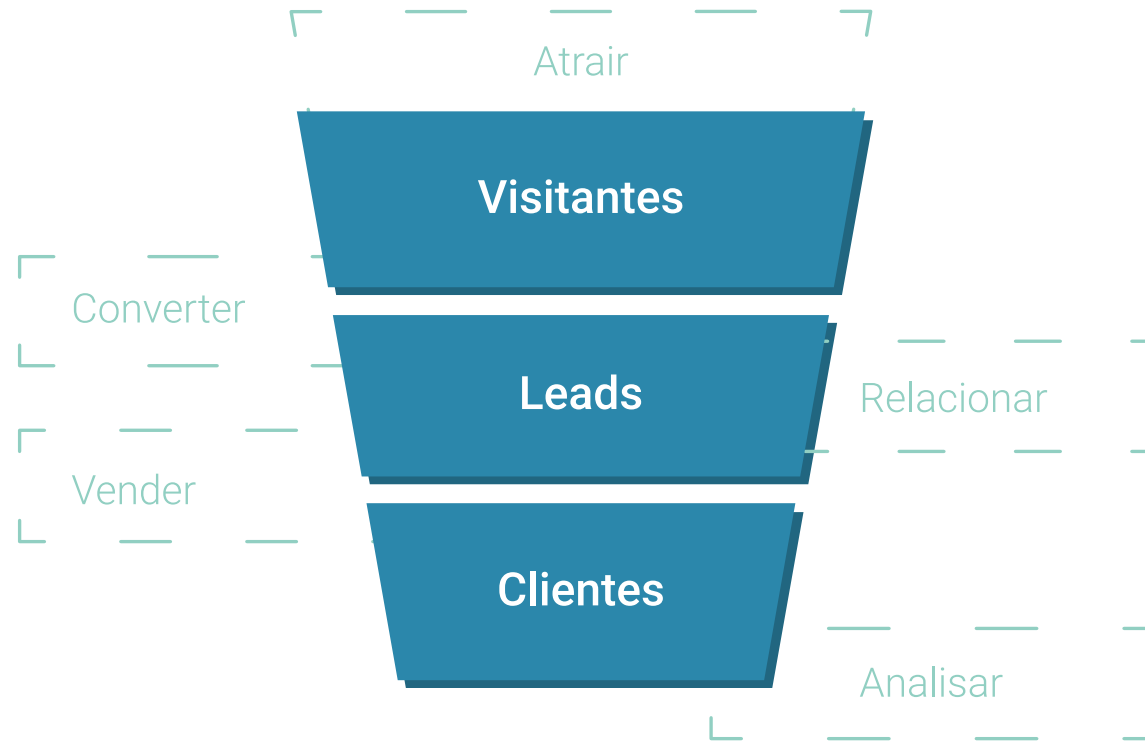 Atrair
Visitantes
Converter
Leads
Relacionar
Vender
Clientes
Analisar